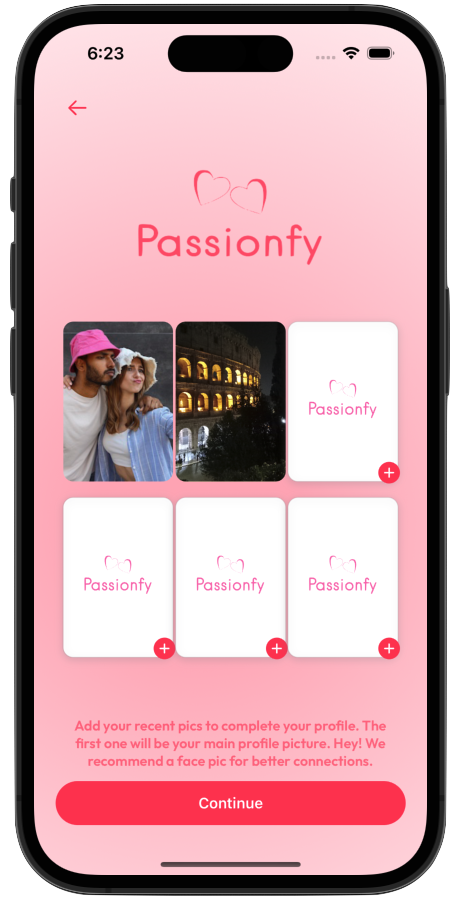 6:23
Passionfy
Passionfy
Passionfy
Passionfy
Passionfy
Add your recent pics to complete your profile. The
first one will be your main profile picture. Hey! We
recommend a face pic for better connections.
Continue